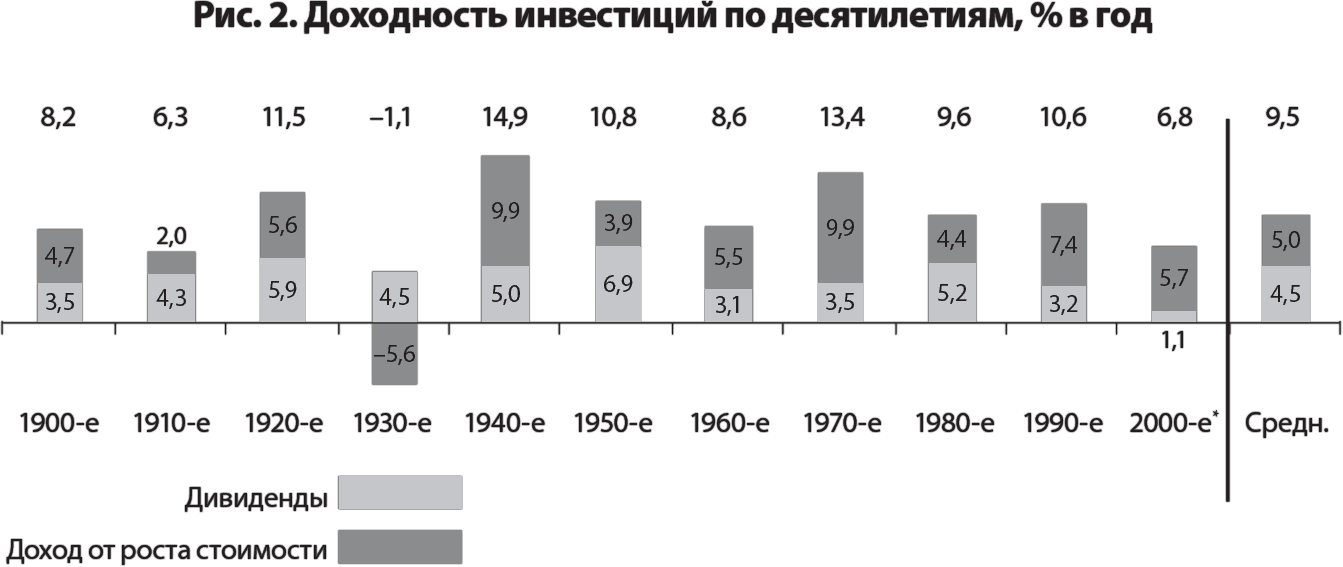 Рис. 2. Доходность инвестиций по десятилетиям, % в год
8,2 6,3 11,5 –1,1 14,9 10,8 8,6 13,4 9,6 10,6 6,8 9,5
4,7 2,0 5,6 9,9 3,9 5,5 9,9 4,4 7,4 5,7 5,0
3,5 4,3 5,9 4,5 5,0 6,9 3,1 3,5 5,2 3,2 1,1 4,5
–5,6
1900-е 1910-е 1920-е 1930-е 1940-е 1950-е 1960-е 1970-е 1980-е 1990-е 2000-е* Средн.
Дивиденды
Доход от роста стоимости